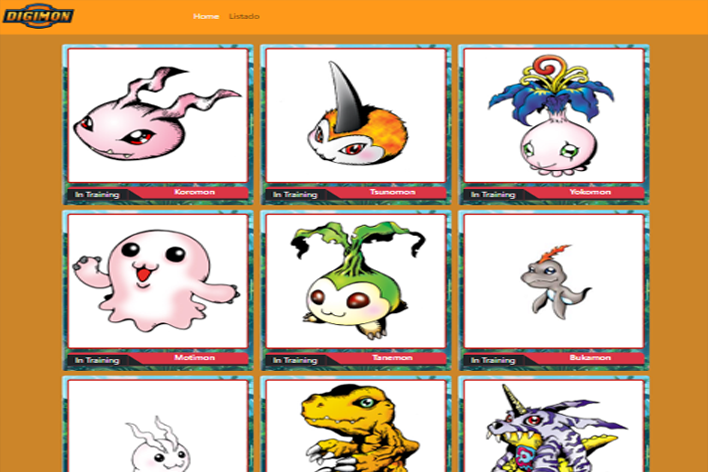 DIGIMON
Home Listado
In Training Koromon
In Training Tsunomon
In Training Yokomon
In Training Motimon
In Training Tanemon
In Training Bukamon